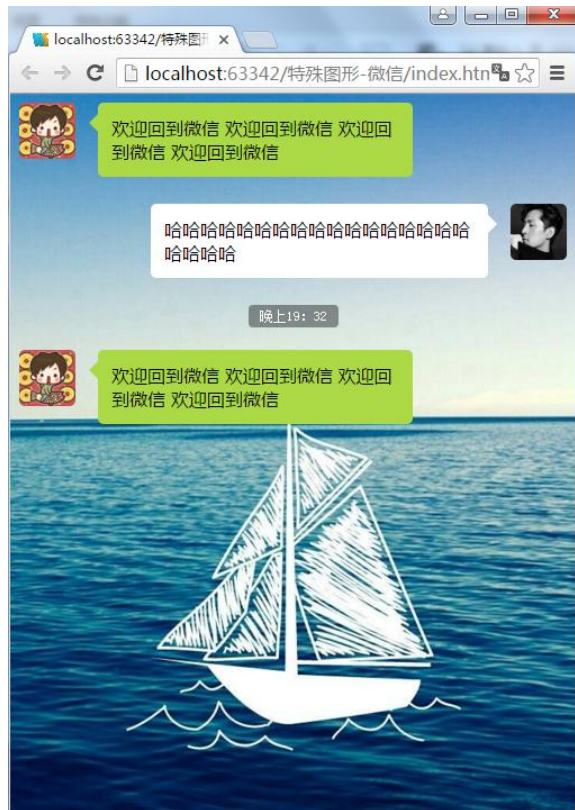 localhost:63342/特殊图形
localhost:63342/特殊图形-微信/index.htn
欢迎回到微信 欢迎回到微信 欢迎回
到微信 欢迎回到微信
哈哈哈哈哈哈哈哈哈哈哈哈哈哈哈哈哈
哈哈哈哈
晚上19：32
欢迎回到微信 欢迎回到微信 欢迎回
到微信 欢迎回到微信